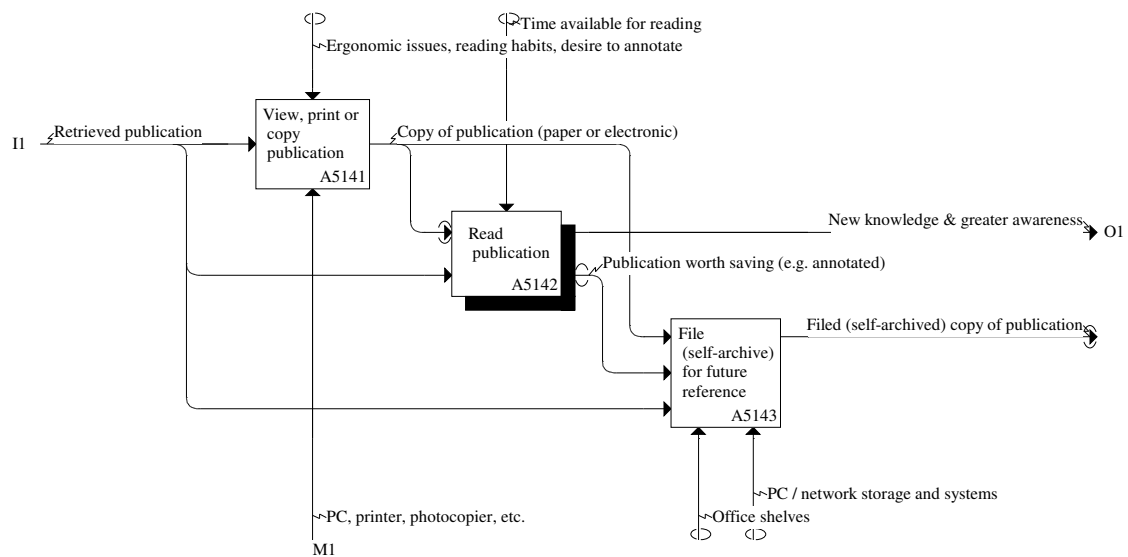 Time available for reading
Ergonomic issues, reading habits, desire to annotate
View, print or
copy
publication
A5141
I1
Retrieved publication
Copy of publication (paper or electronic)
Read
publication
A5142
New knowledge & greater awareness
O1
Publication worth saving (e.g. annotated)
File
(self-archive)
for future
reference
A5143
Filed (self-archived) copy of publication
PC / network storage and systems
Office shelves
PC, printer, photocopier, etc.
M1